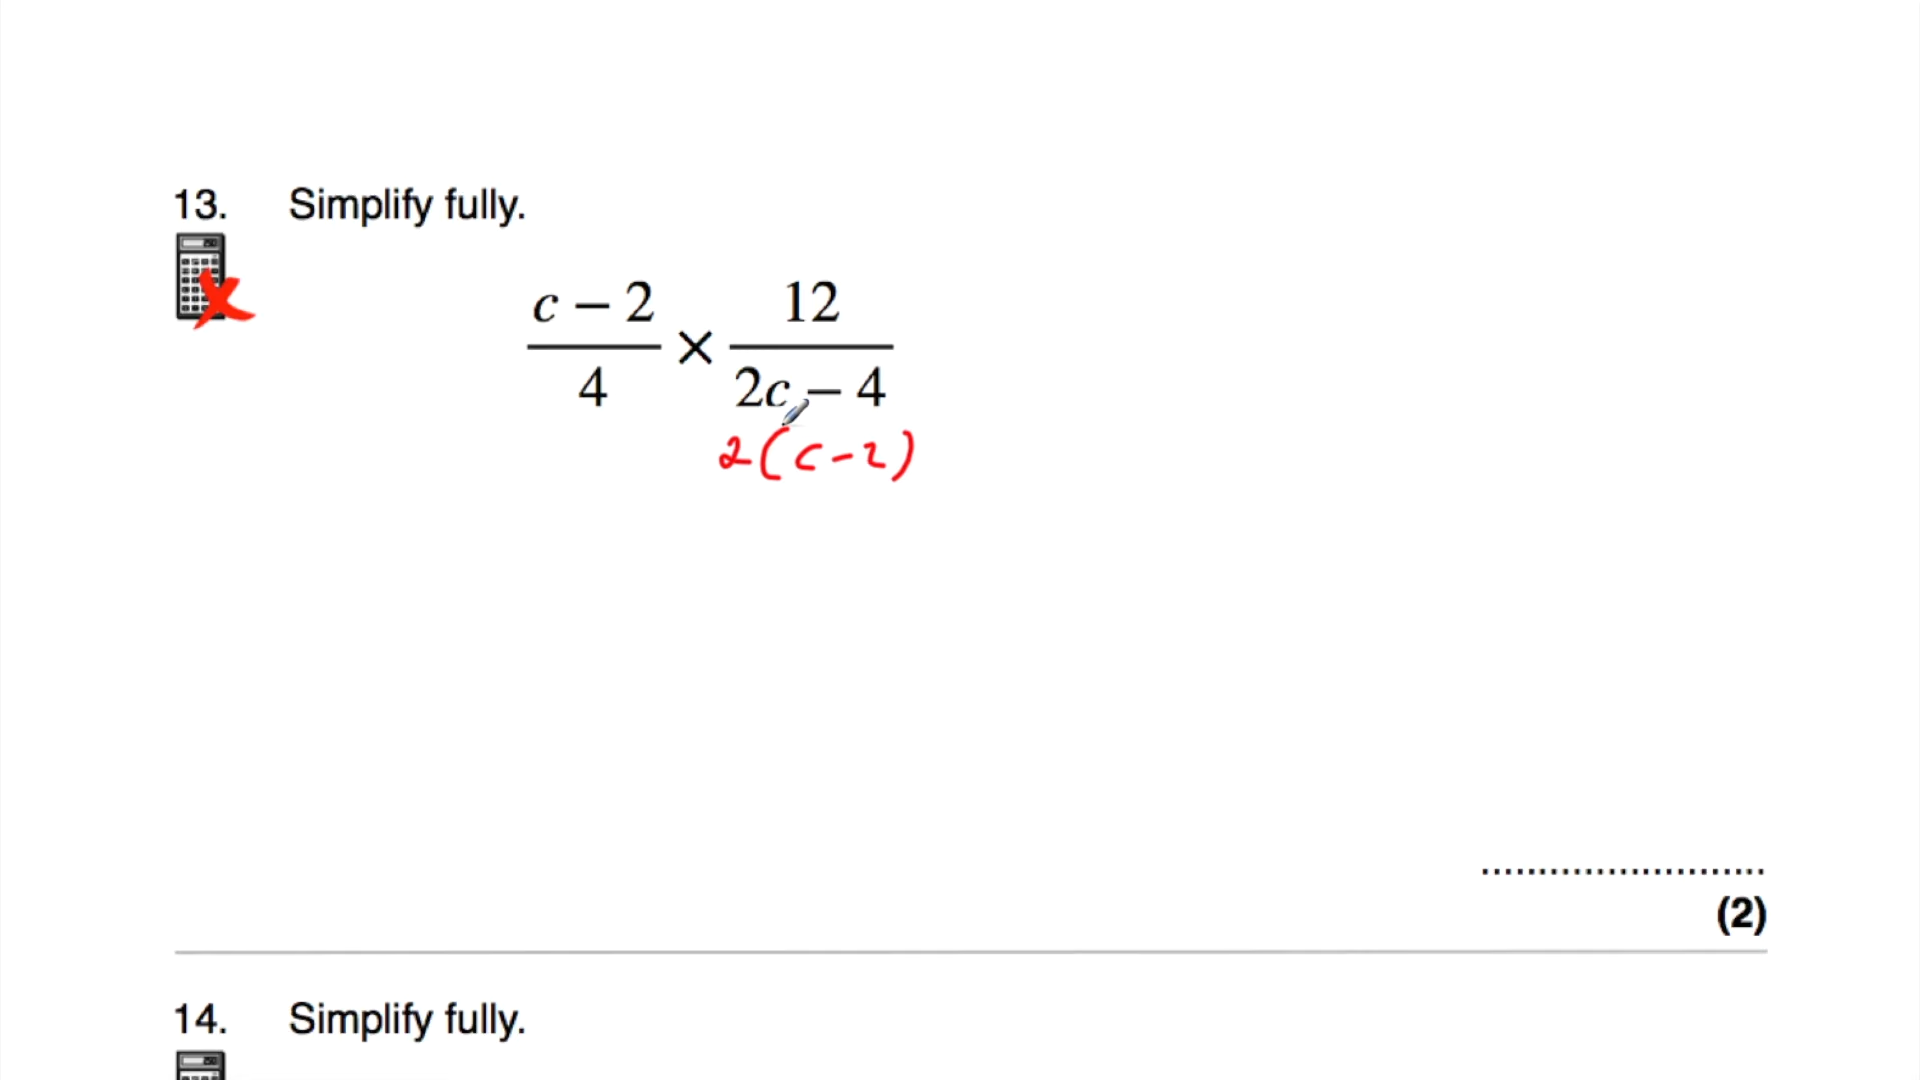 13. Simplify fully.
c − 2 / 4 × 12 / 2c − 4
2(c-2)
..........................
(2)
14. Simplify fully.